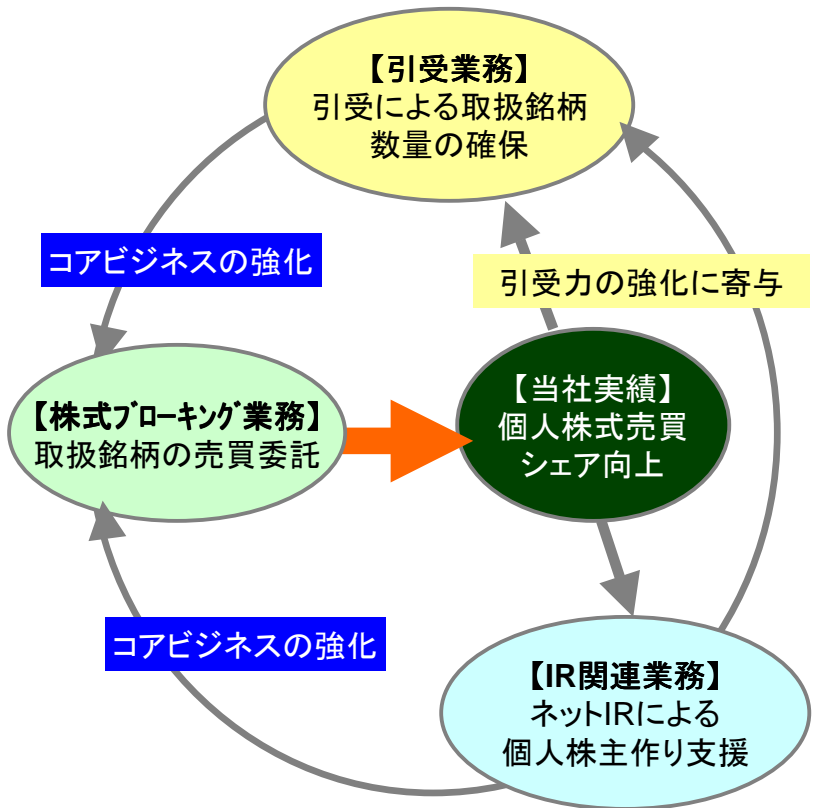 【引受業務】
引受による取扱銘柄
数量の確保
コアビジネスの強化
引受力の強化に寄与
【株式ブローキング業務】
取扱銘柄の売買委託
【当社実績】
個人株式売買
シェア向上
コアビジネスの強化
【IR関連業務】
ネットIRによる
個人株主作り支援